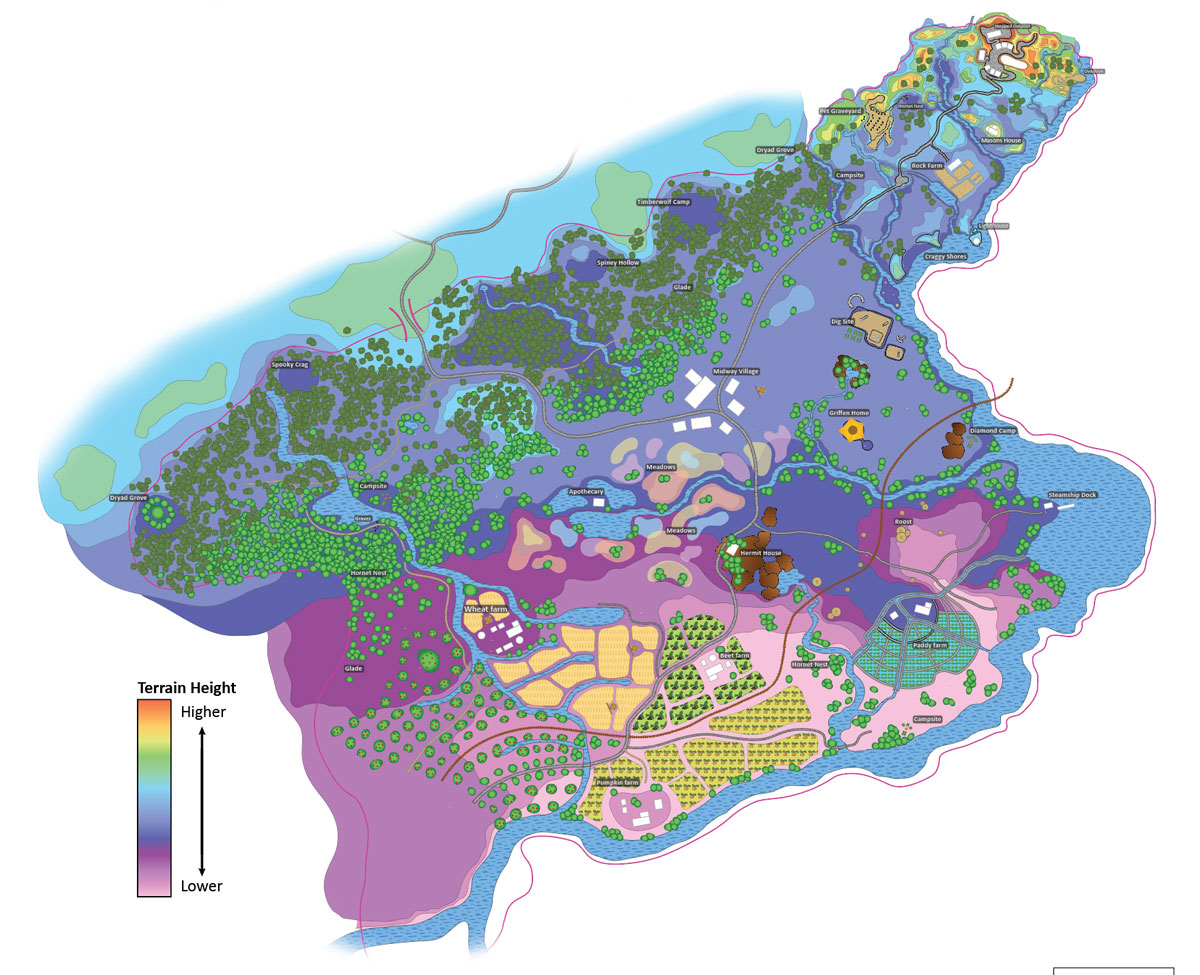 Pet Graveyard
Hornet Nest
Masons House
Dryad Grove
Rock Farm
Campsite
Timberwolf Camp
Craggy Shores
Spiney Hollow
Glade
Dig Site
Spooky Crag
Midway Village
Griffen Home
Diamond Camp
Meadows
Campsite
Apothecary
Dryad Grove
Steamship Dock
Graves
Roost
Meadows
Hermit House
Hornet Nest
Wheat farm
Paddy farm
Beet farm
Hornet Nest
Glade
Terrain Height
Higher
Campsite
Pumpkin farm
Lower